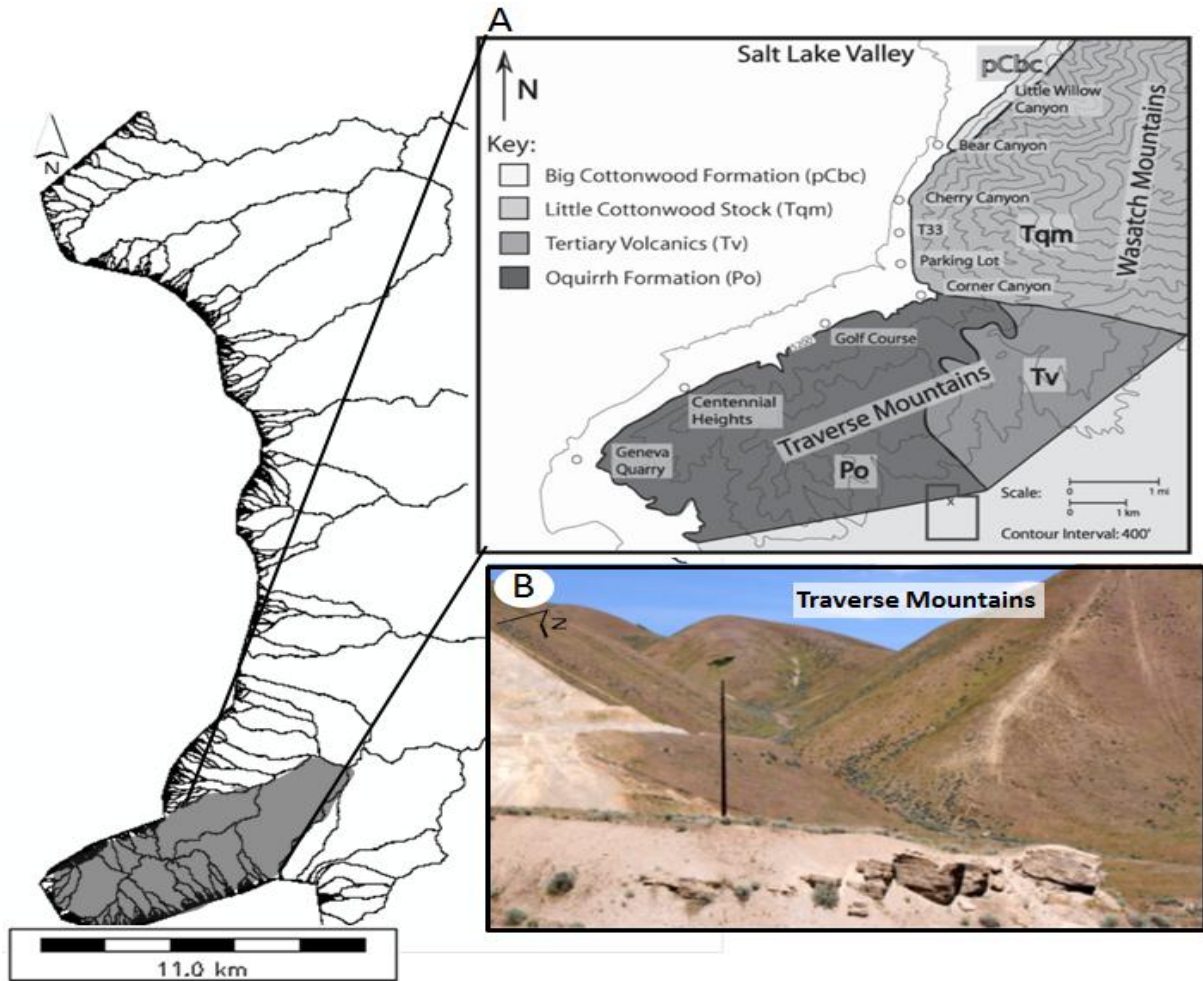 A
N
Salt Lake Valley
pCbc
Little Willow
Canyon
Wasatch Mountains
N
Key:
Big Cottonwood Formation (pCbc)
Little Cottonwood Stock (Tqm)
Tertiary Volcanics (Tv)
Oquirrh Formation (Po)
Bear Canyon
Cherry Canyon
T33
Tqm
Parking Lot
Corner Canyon
Golf Course
Tv
Centennial
Heights
Traverse Mountains
Geneva
Quarry
Po
Scale:
0 1 mi
0 1 km
x
Contour Interval: 400'
B
N
Traverse Mountains
11.0 km